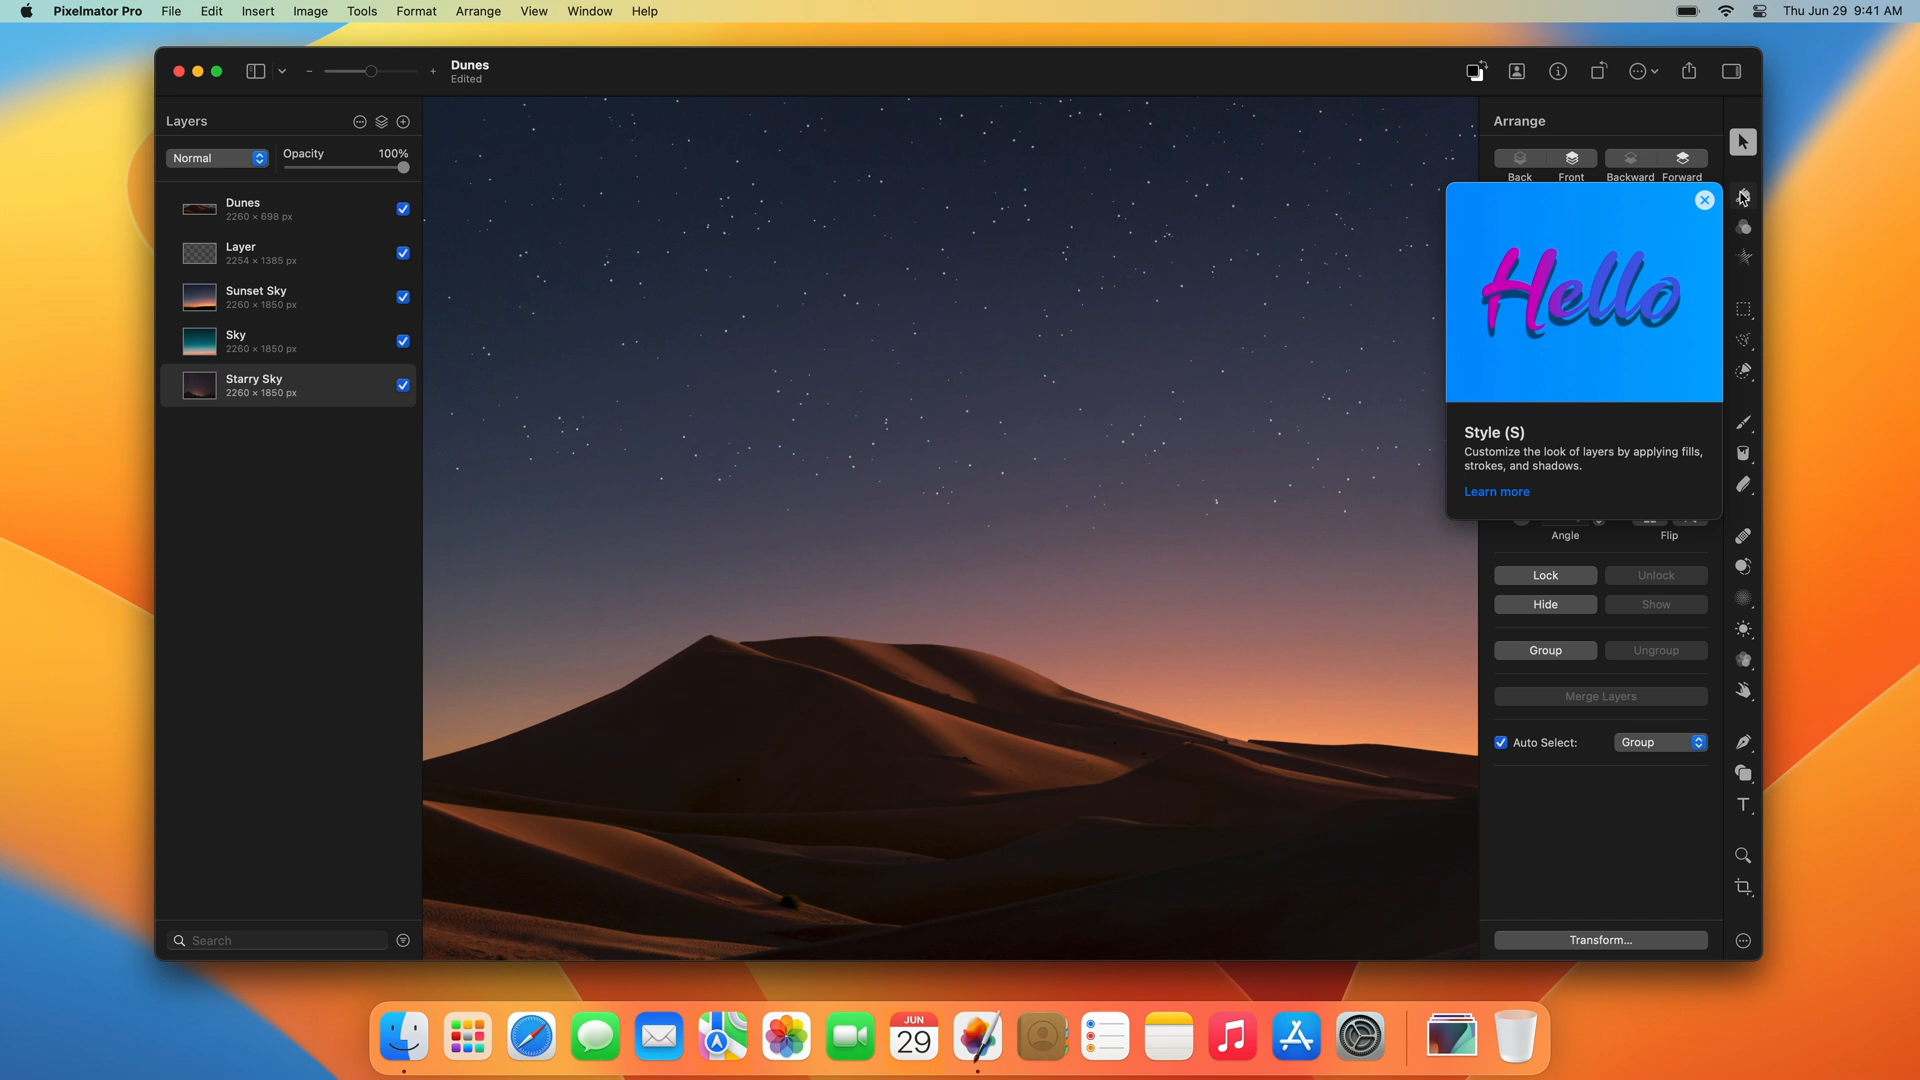 Pixelmator Pro File Edit Insert Image Tools Format Arrange View Window Help Thu Jun 29 9:41 AM
Dunes
Edited
Layers
Normal
Opacity 100%
Dunes
2260 × 698 px
Layer
2254 × 1385 px
Sunset Sky
2260 × 1850 px
Sky
2260 × 1850 px
Starry Sky
2260 × 1850 px
Search
Arrange
Back Front Backward Forward
Hello
Style (S)
Customize the look of layers by applying fills,
strokes, and shadows.
Learn more
Angle Flip
Lock Unlock
Hide Show
Group Ungroup
Merge Layers
Auto Select: Group
Transform...
JUN
29